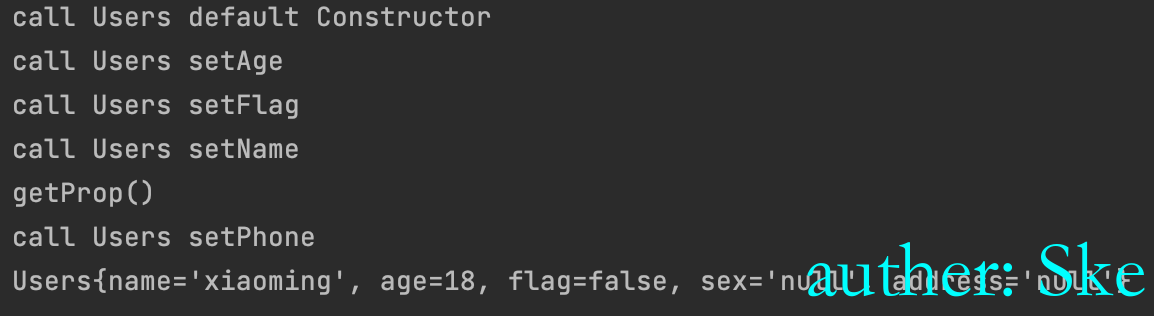 call Users default Constructor
call Users setAge
call Users setFlag
call Users setName
getProp()
call Users setPhone
Users{name='xiaoming', age=18, flag=false, sex='null' address='null'}
auther: Ske